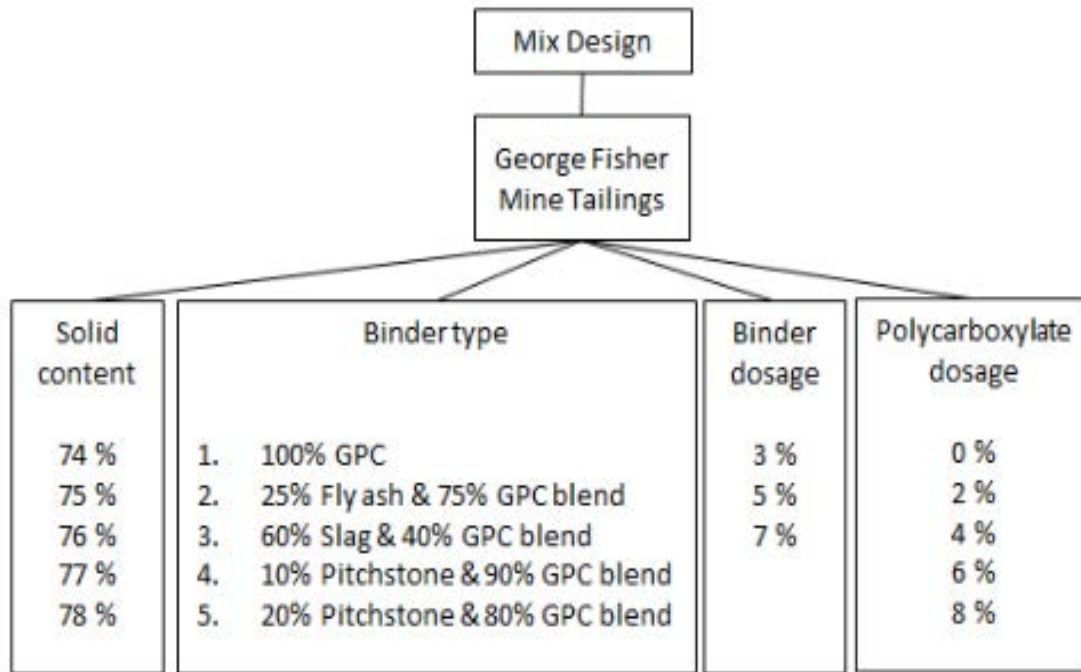 Mix Design
George Fisher
Mine Tailings
Solid
content
74 %
75 %
76 %
77 %
78 %
Binder type
1. 100% GPC
2. 25% Fly ash & 75% GPC blend
3. 60% Slag & 40% GPC blend
4. 10% Pitchstone & 90% GPC blend
5. 20% Pitchstone & 80% GPC blend
Binder
dosage
3 %
5 %
7 %
Polycarboxylate
dosage
0 %
2 %
4 %
6 %
8 %